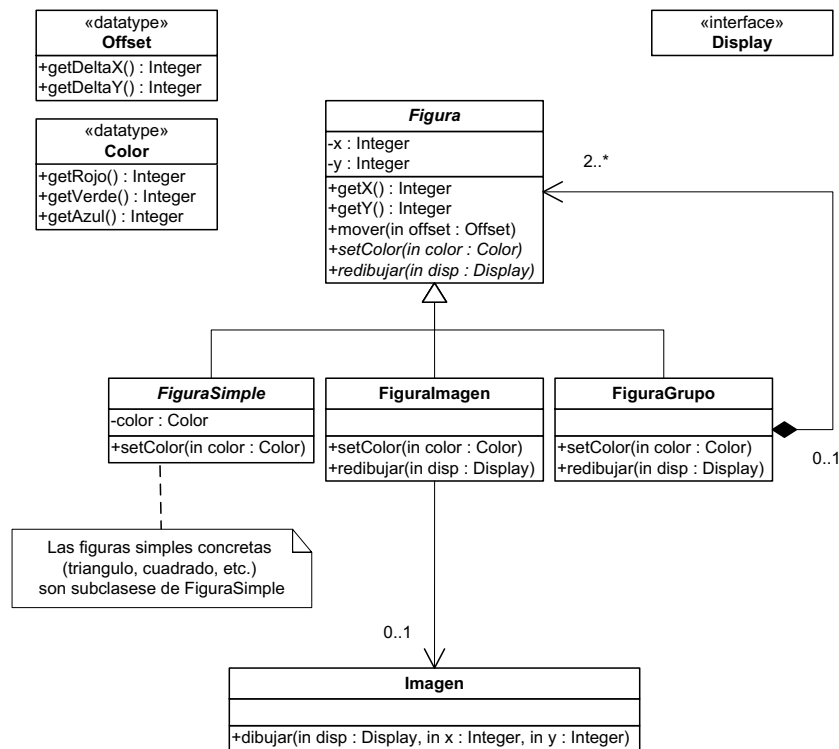 «datatype»
Offset
+getDeltaX() : Integer
+getDeltaY() : Integer
«interface»
Display
«datatype»
Color
+getRojo() : Integer
+getVerde() : Integer
+getAzul() : Integer
Figura
-x : Integer
-y : Integer
+getX() : Integer
+getY() : Integer
+mover(in offset : Offset)
+setColor(in color : Color)
+redibujar(in disp : Display)
2..*
FiguraSimple
-color : Color
+setColor(in color : Color)
FiguraImagen
+setColor(in color : Color)
+redibujar(in disp : Display)
FiguraGrupo
+setColor(in color : Color)
+redibujar(in disp : Display)
0..1
Las figuras simples concretas
(triangulo, cuadrado, etc.)
son subclasese de FiguraSimple
0..1
Imagen
+dibujar(in disp : Display, in x : Integer, in y : Integer)